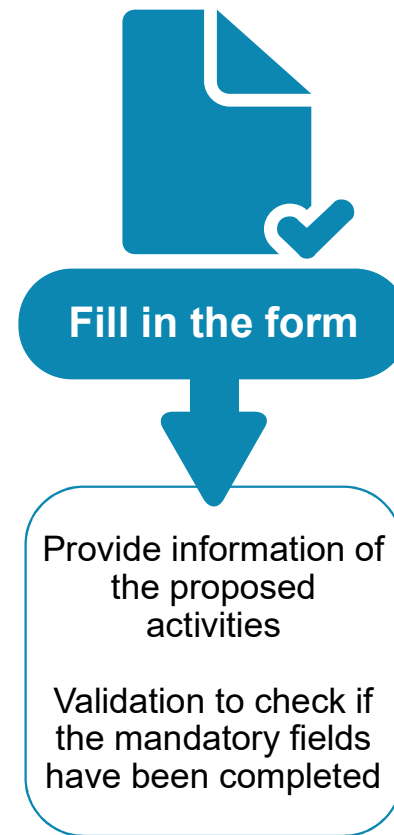 Fill in the form
Provide information of
the proposed
activities
Validation to check if
the mandatory fields
have been completed